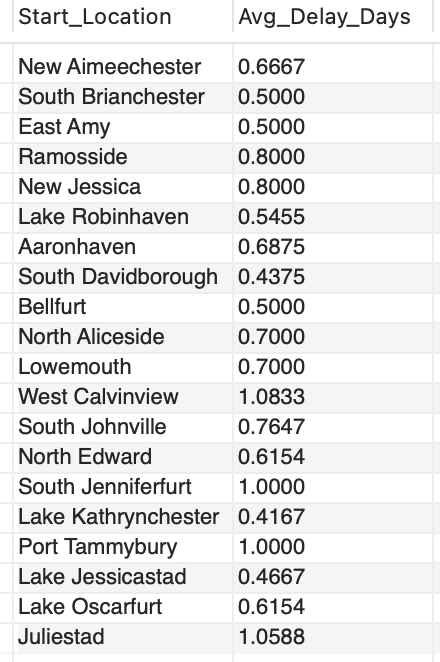 Start_Location Avg_Delay_Days
New Aimeechester 0.6667
South Brianchester 0.5000
East Amy 0.5000
Ramosside 0.8000
New Jessica 0.8000
Lake Robinhaven 0.5455
Aaronhaven 0.6875
South Davidborough 0.4375
Bellfurt 0.5000
North Aliceside 0.7000
Lowemouth 0.7000
West Calvinview 1.0833
South Johnville 0.7647
North Edward 0.6154
South Jenniferfurt 1.0000
Lake Kathrynchester 0.4167
Port Tammybury 1.0000
Lake Jessicastad 0.4667
Lake Oscarfurt 0.6154
Juliestad 1.0588